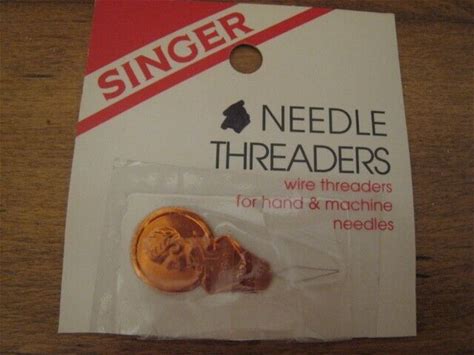 SINGER
NEEDLE
THREADERS
wire threaders
for hand & machine
needles